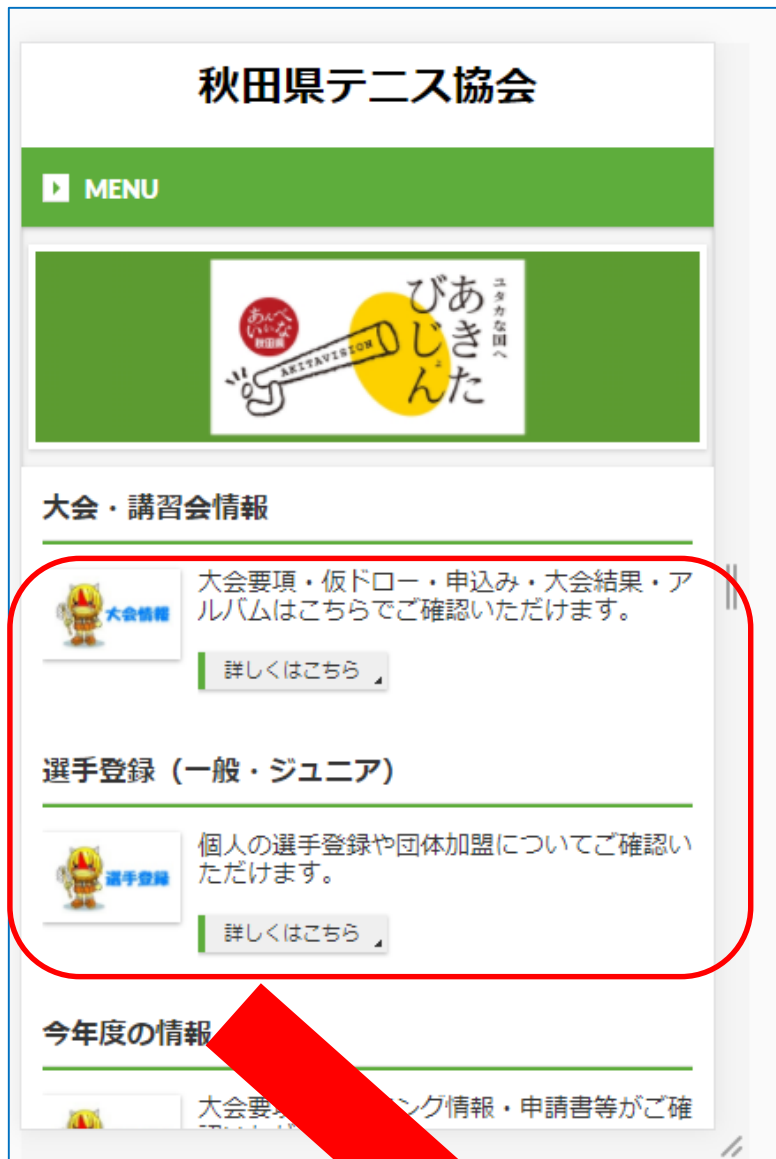 秋田県テニス協会
MENU
ユタカな国へ
あきた
びじょん
あんべ
いいな
秋田県
AKITAVISION
大会・講習会情報
大会情報
大会要項・仮ドロー・申込み・大会結果・ア
ルバムはこちらでご確認いただけます。
詳しくはこちら
選手登録（一般・ジュニア）
選手登録
個人の選手登録や団体加盟についてご確認い
ただけます。
詳しくはこちら
今年度の情報
大会要
ング情報・申請書等がご確